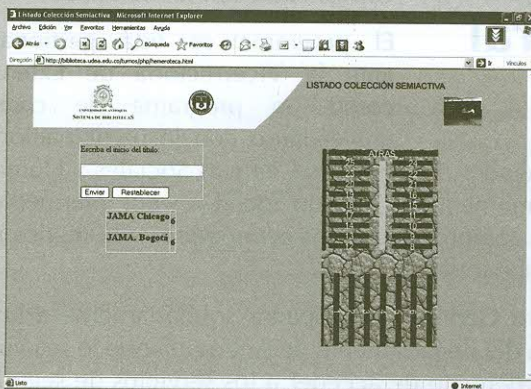 Listado Colección Semiactiva - Microsoft Internet Explorer
Archivo Edición Ver Favoritos Herramientas Ayuda
Atrás Búsqueda Favoritos
Dirección http://biblioteca.udea.edu.co/turnos/php/hemeroteca.html Ir Vínculos
LISTADO COLECCIÓN SEMIACTIVA
SISTEMA DE BIBLIOTECAS
Escriba el inicio del título:
Enviar Restablecer
JAMA Chicago 6
JAMA. Bogotá 6
ATRAS
Listo Internet